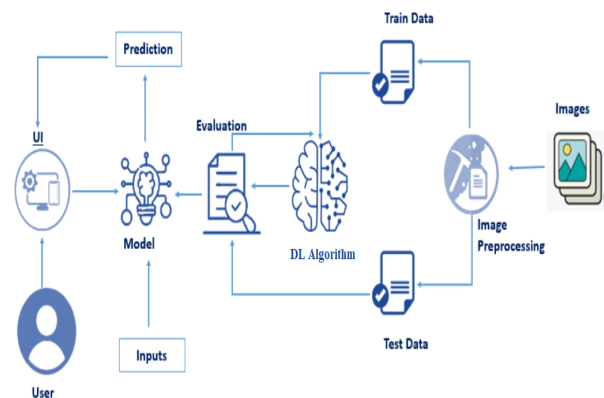 Train Data
Prediction
Images
Evaluation
UI
Model
DL Algorithm
Image
Preprocessing
Inputs
Test Data
User